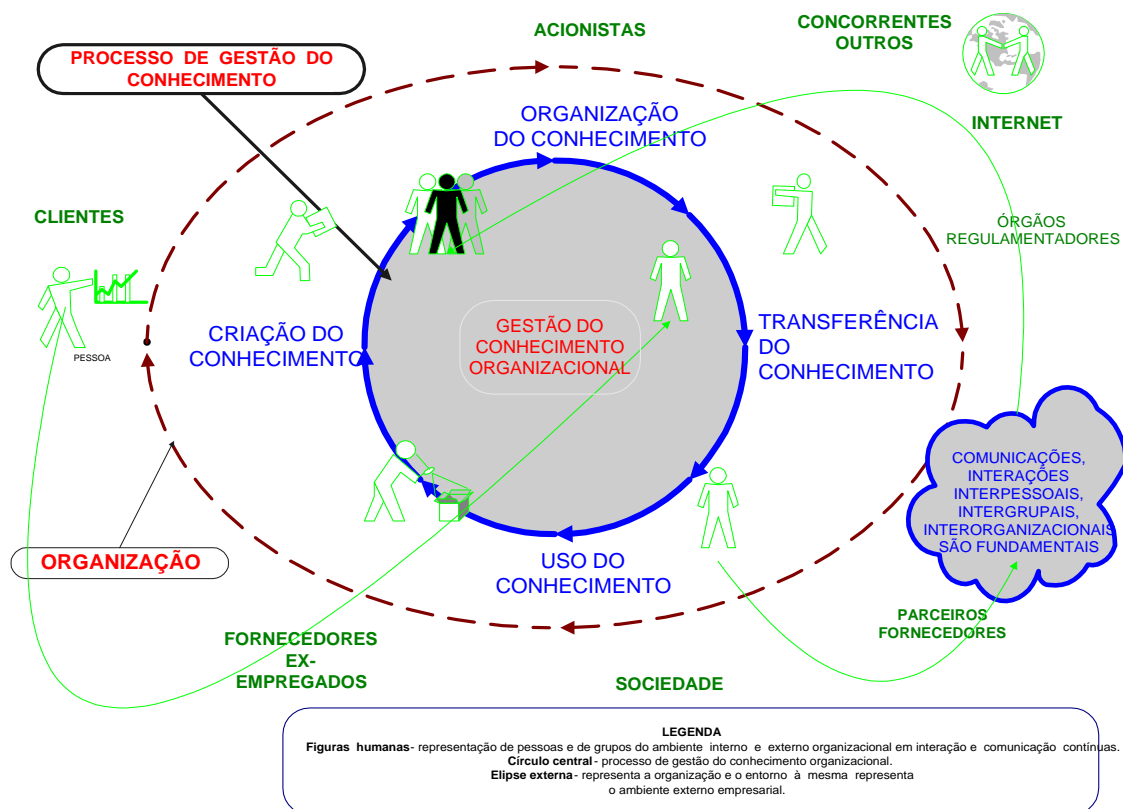 ACIONISTAS
CONCORRENTES
OUTROS
PROCESSO DE GESTÃO DO
CONHECIMENTO
ORGANIZAÇÃO
DO CONHECIMENTO
INTERNET
CLIENTES
ÓRGÃOS
REGULAMENTADORES
PESSOA
CRIAÇÃO DO
CONHECIMENTO
GESTÃO DO
CONHECIMENTO
ORGANIZACIONAL
TRANSFERÊNCIA
DO
CONHECIMENTO
COMUNICAÇÕES,
INTERAÇÕES
INTERPESSOAIS,
INTERGRUPAIS,
INTERORGANIZACIONAIS
SÃO FUNDAMENTAIS
ORGANIZAÇÃO
USO DO
CONHECIMENTO
PARCEIROS
FORNECEDORES
FORNECEDORES
EX-
EMPREGADOS
SOCIEDADE
LEGENDA
Figuras humanas- representação de pessoas e de grupos do ambiente interno e externo organizacional em interação e comunicação contínuas.
Círculo central- processo de gestão do conhecimento organizacional.
Elipse externa- representa a organização e o entorno à mesma representa
o ambiente externo empresarial.